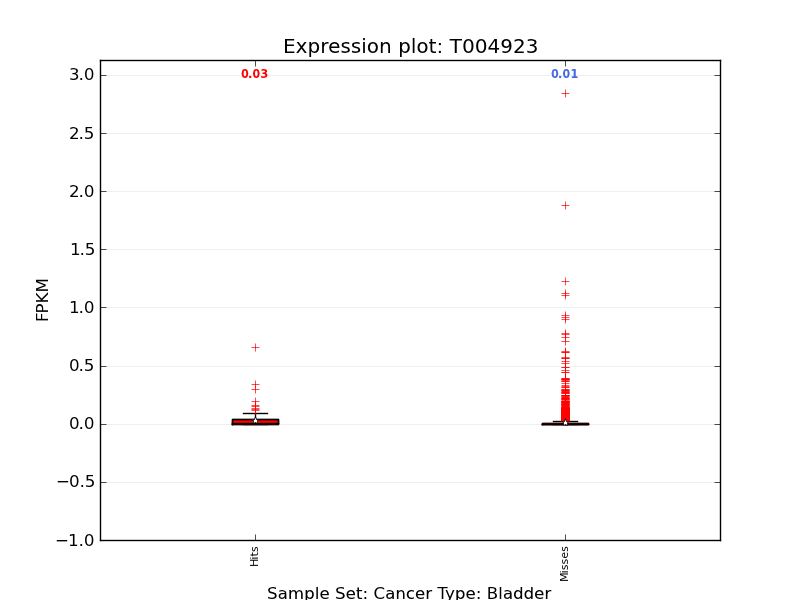 Expression plot: T004923
0.03
0.01
3.0
2.5
2.0
1.5
1.0
0.5
0.0
−0.5
−1.0
FPKM
Hits
Misses
Sample Set: Cancer Type: Bladder